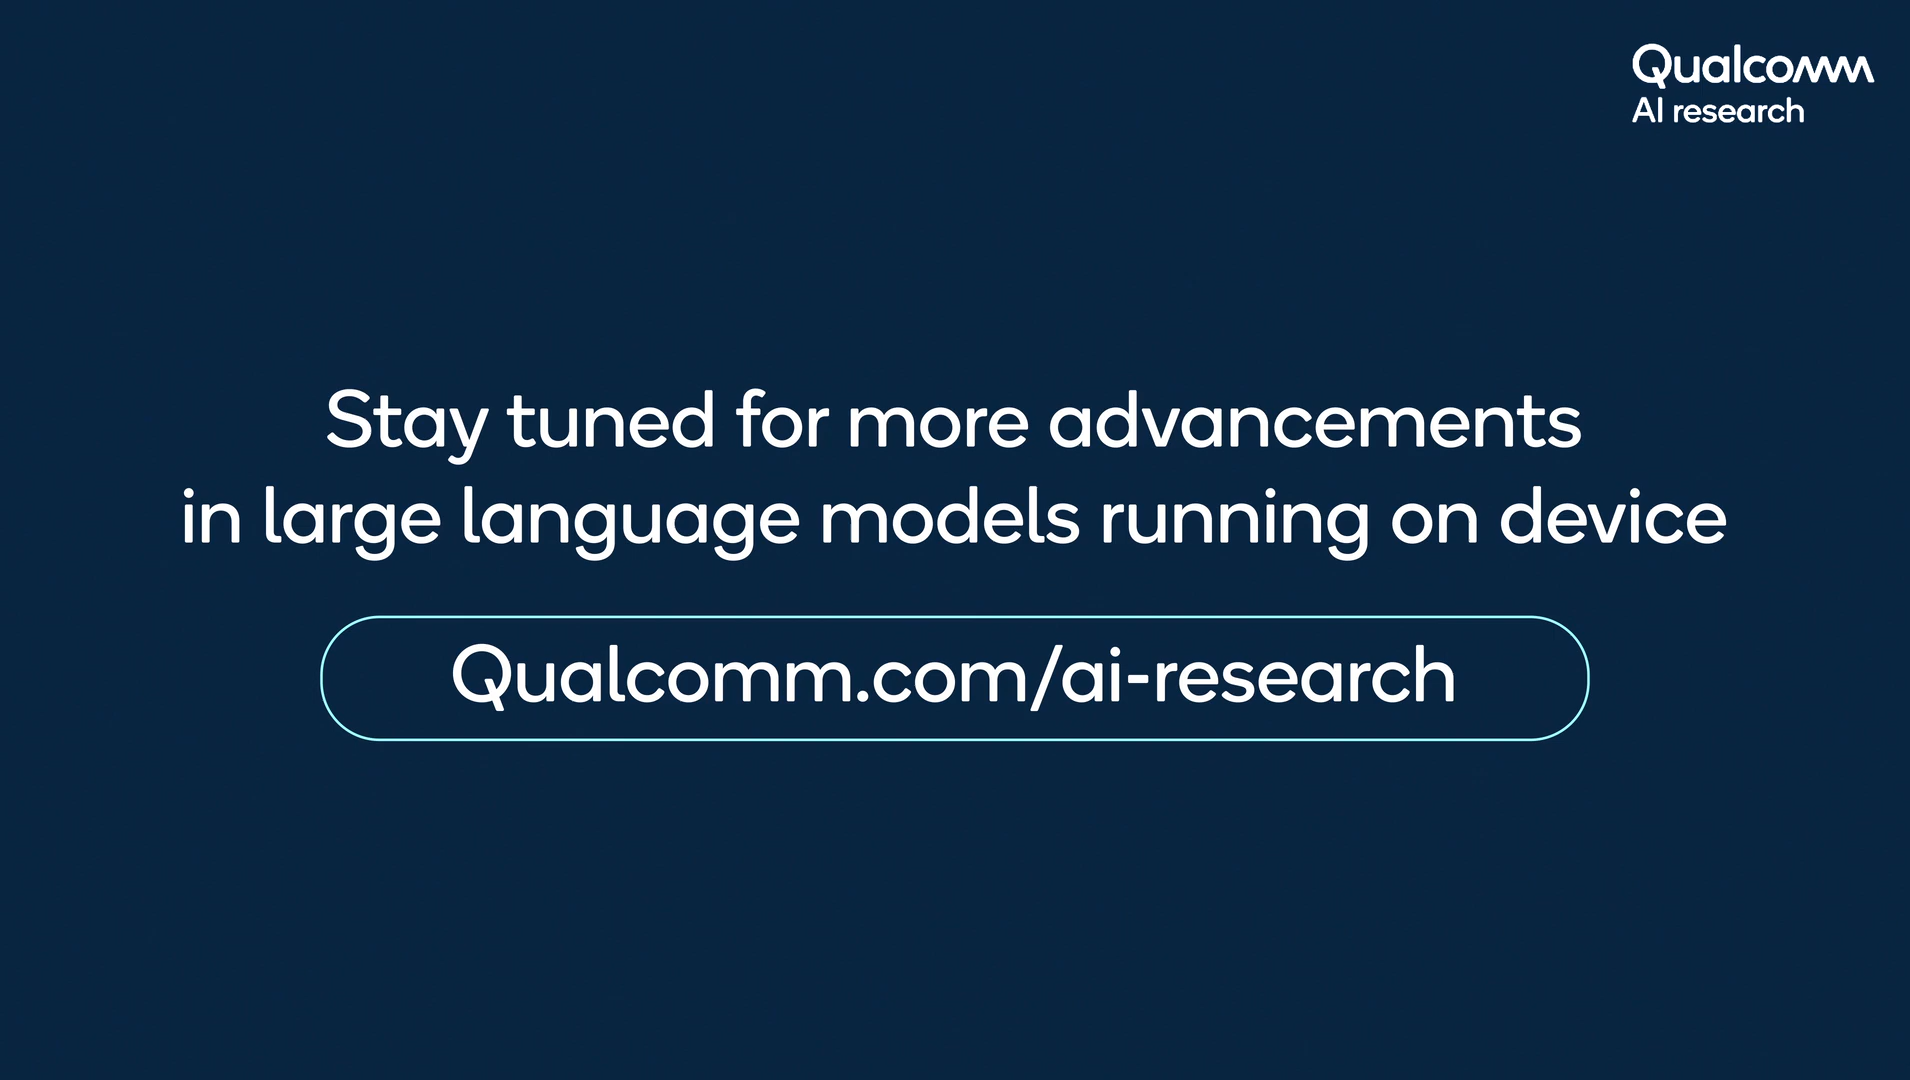 Qualcomm
AI research
Stay tuned for more advancements
in large language models running on device
Qualcomm.com/ai-research